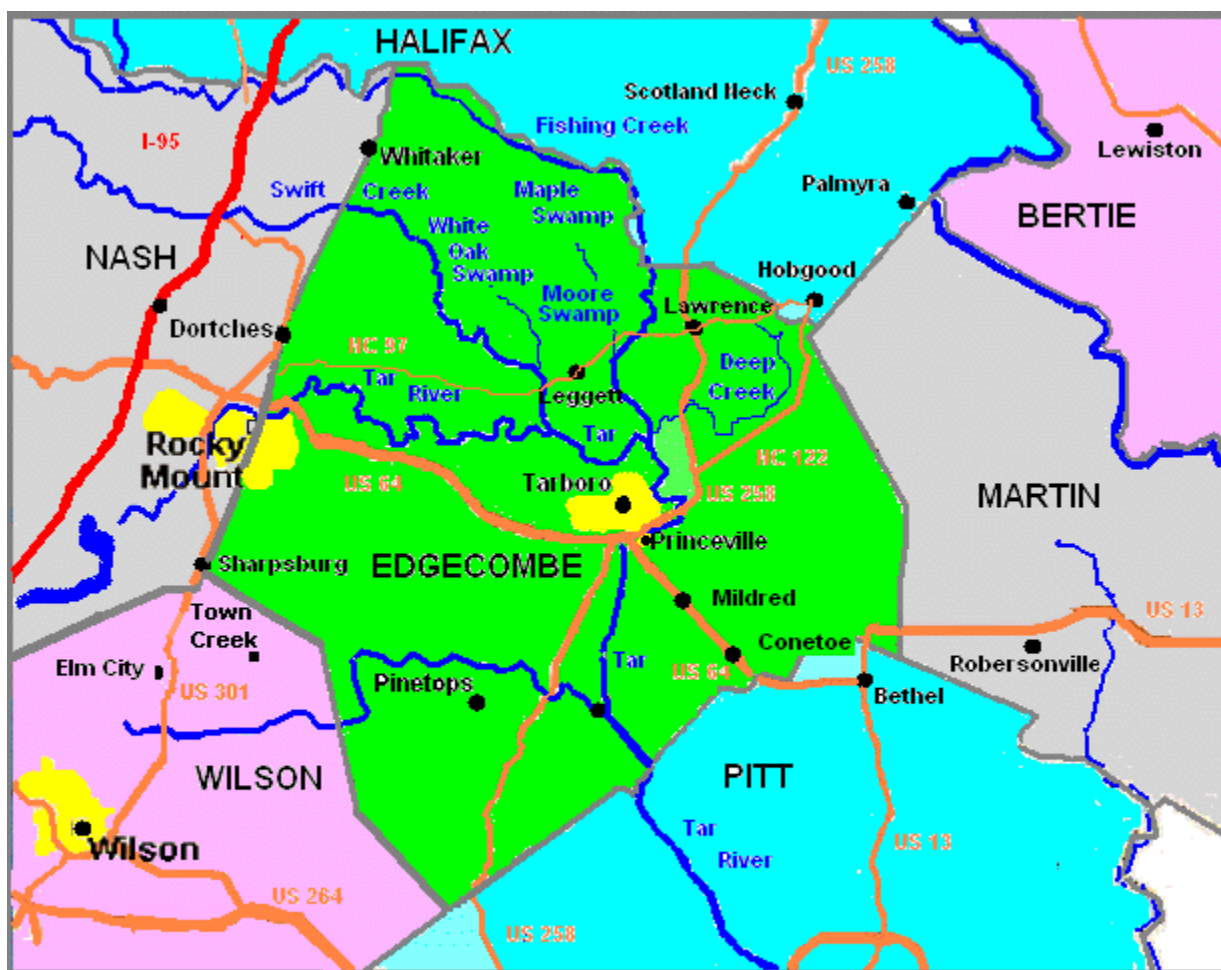 HALIFAX
US 258
Scotland Neck
Fishing Creek
I-95
Whitaker
Lewiston
Swift
Creek
Maple
Swamp
Palmyra
BERTIE
White
Oak
Swamp
NASH
Hobgood
Moore
Swamp
Lawrence
Dortches
NC 97
Deep
Creek
Tar
River
Leggett
Tar
Rocky
Mount
US 64
Tarboro
NC 122
US 258
MARTIN
Princeville
Sharpsburg
EDGECOMBE
Town
Creek
Mildred
US 13
Conetoe
Elm City
Tar
Robersonville
US 301
Pinetops
US 64
Bethel
WILSON
PITT
Tar
River
Wilson
US 13
US 264
US 258